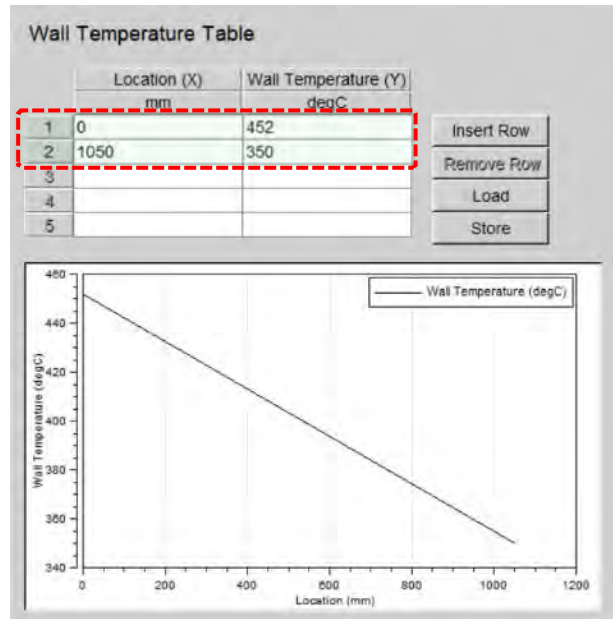 Wall Temperature Table
Location (X) Wall Temperature (Y)
mm degC
1 0 452
2 1050 350
3
4
5
Insert Row
Remove Row
Load
Store
460
440
420
400
380
360
340
Wall Temperature (degC)
Wall Temperature (degC)
0 200 400 600 800 1000 1200
Location (mm)